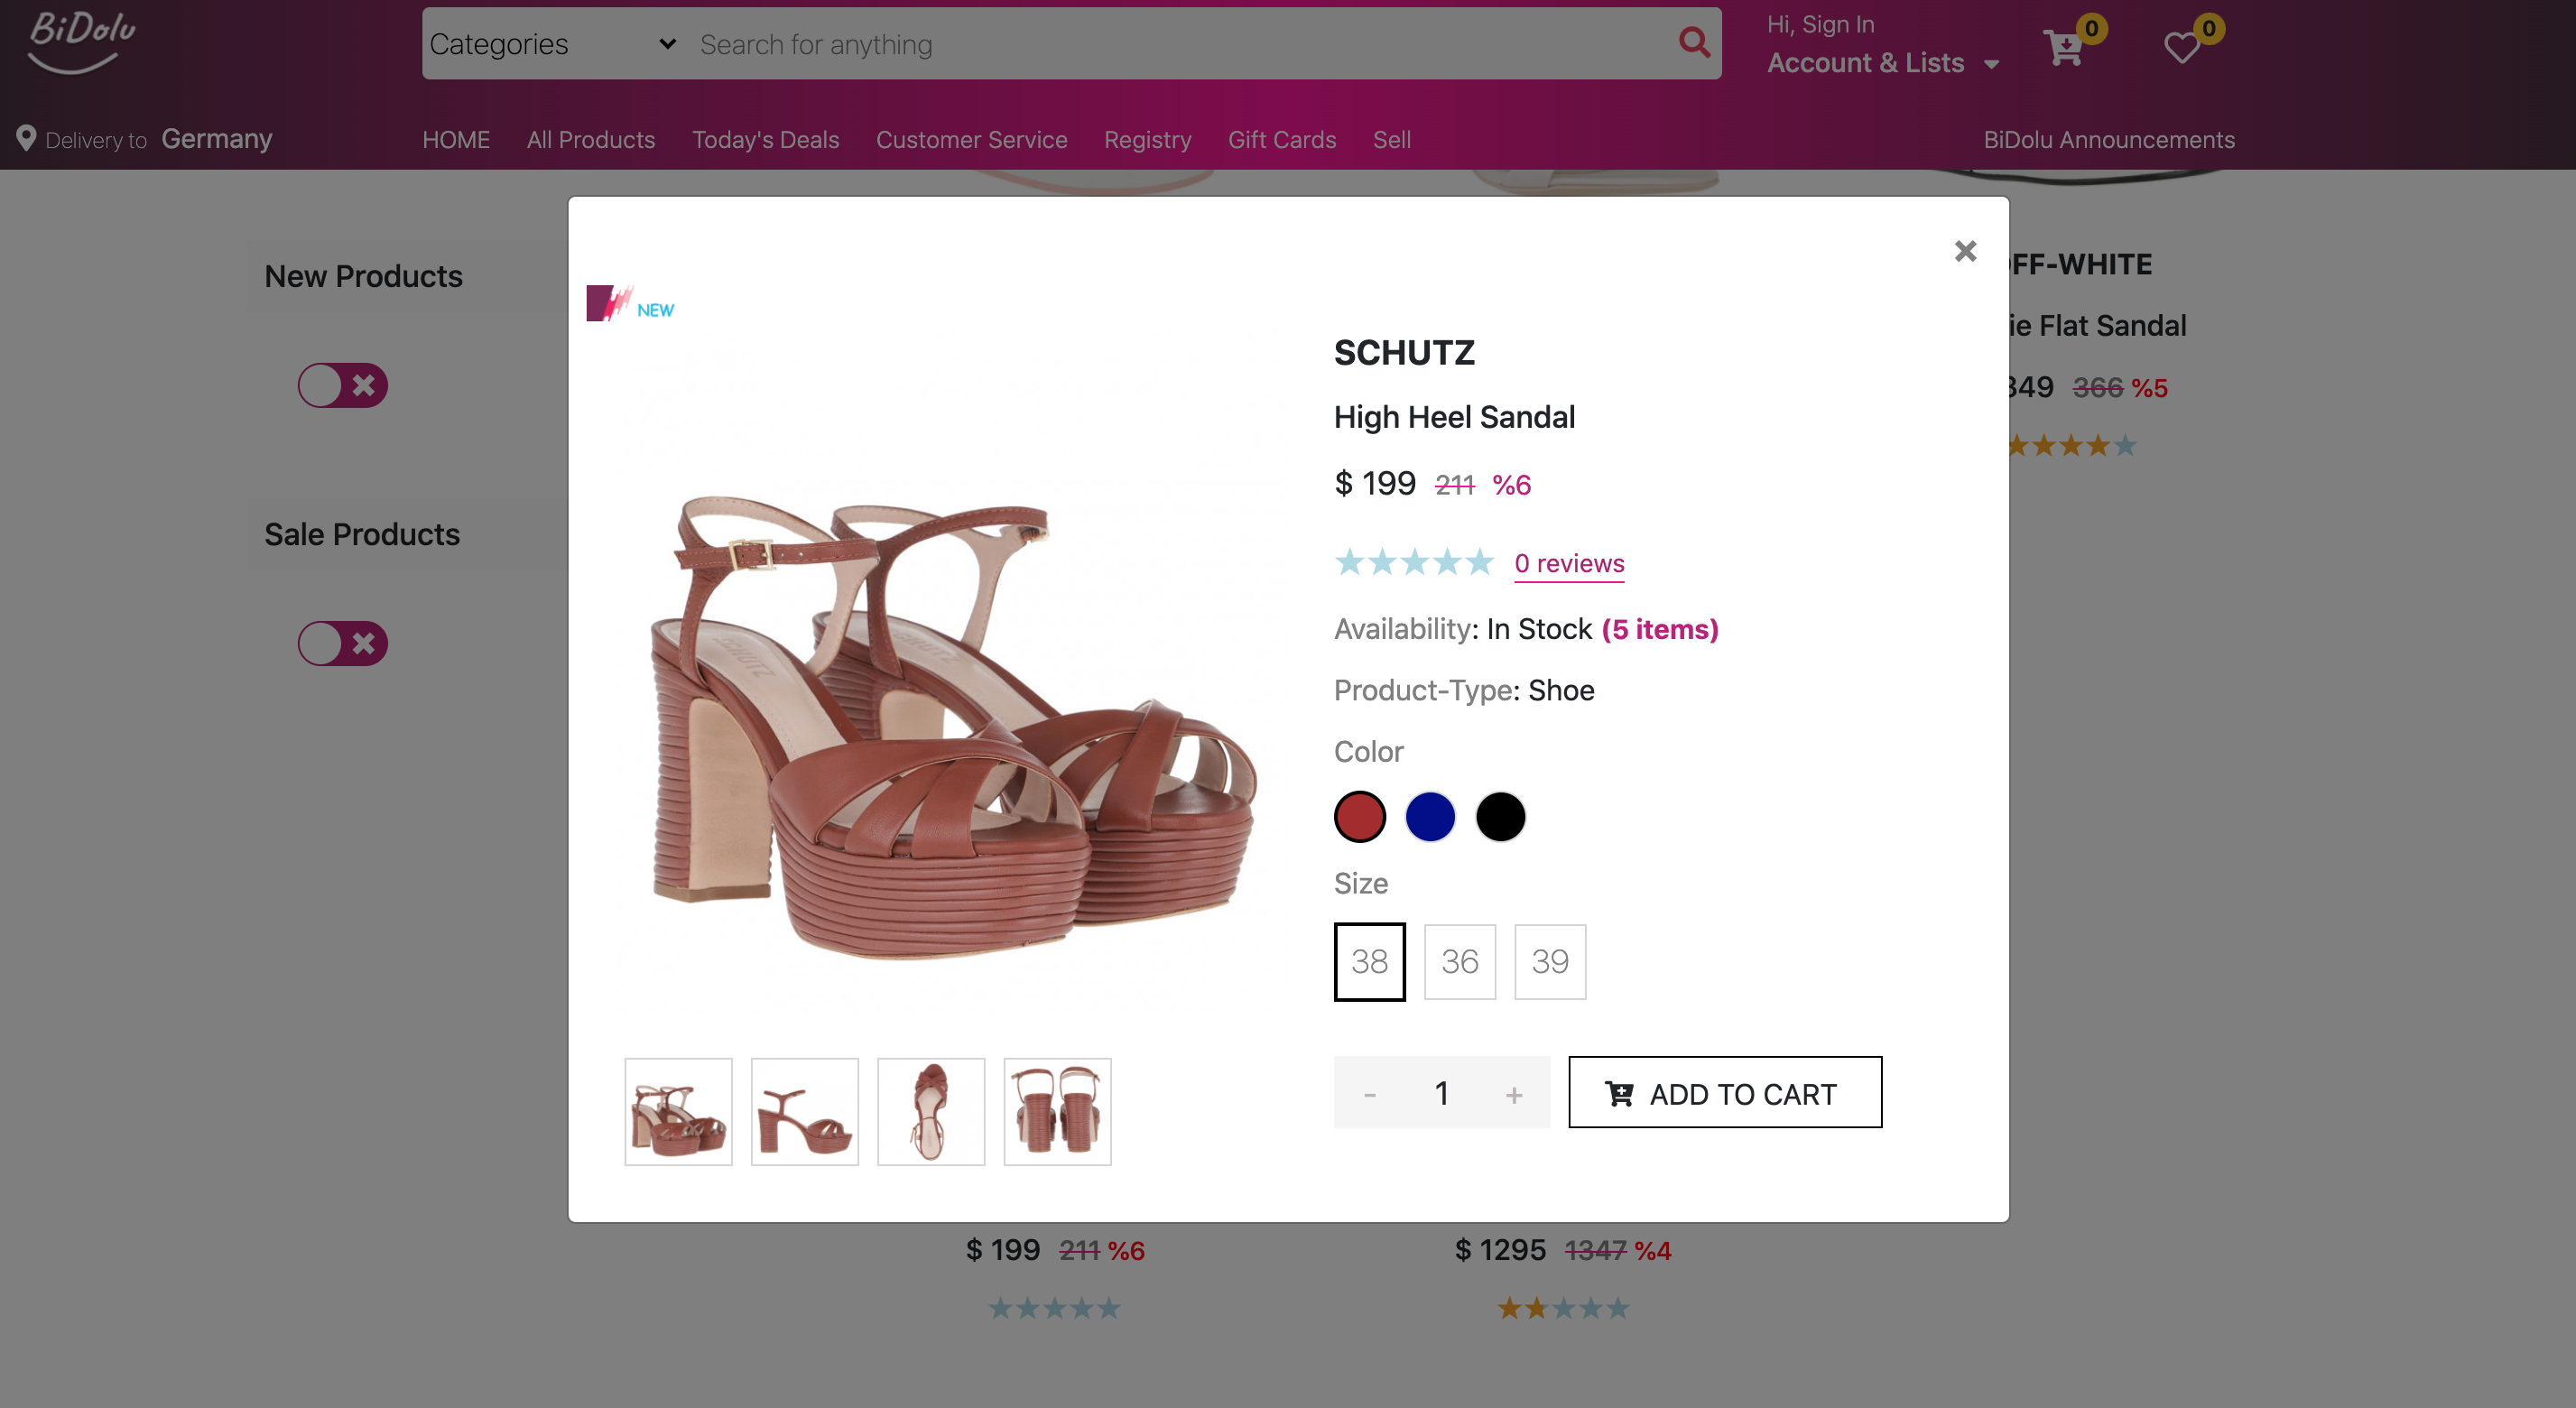 BiDolu
Categories
Search for anything
Hi, Sign In
Account & Lists
0
0
Delivery to Germany
HOME
All Products
Today's Deals
Customer Service
Registry
Gift Cards
Sell
BiDolu Announcements
New Products
Sale Products
NEW
SCHUTZ
High Heel Sandal
$ 199 211 %6
0 reviews
Availability: In Stock (5 items)
Product-Type: Shoe
Color
Size
38 36 39
- 1 +
ADD TO CART
SCHUTZ
SCHUTZ
FF-WHITE
ie Flat Sandal
349 366 %5
$ 199 211 %6
$ 1295 1347 %4